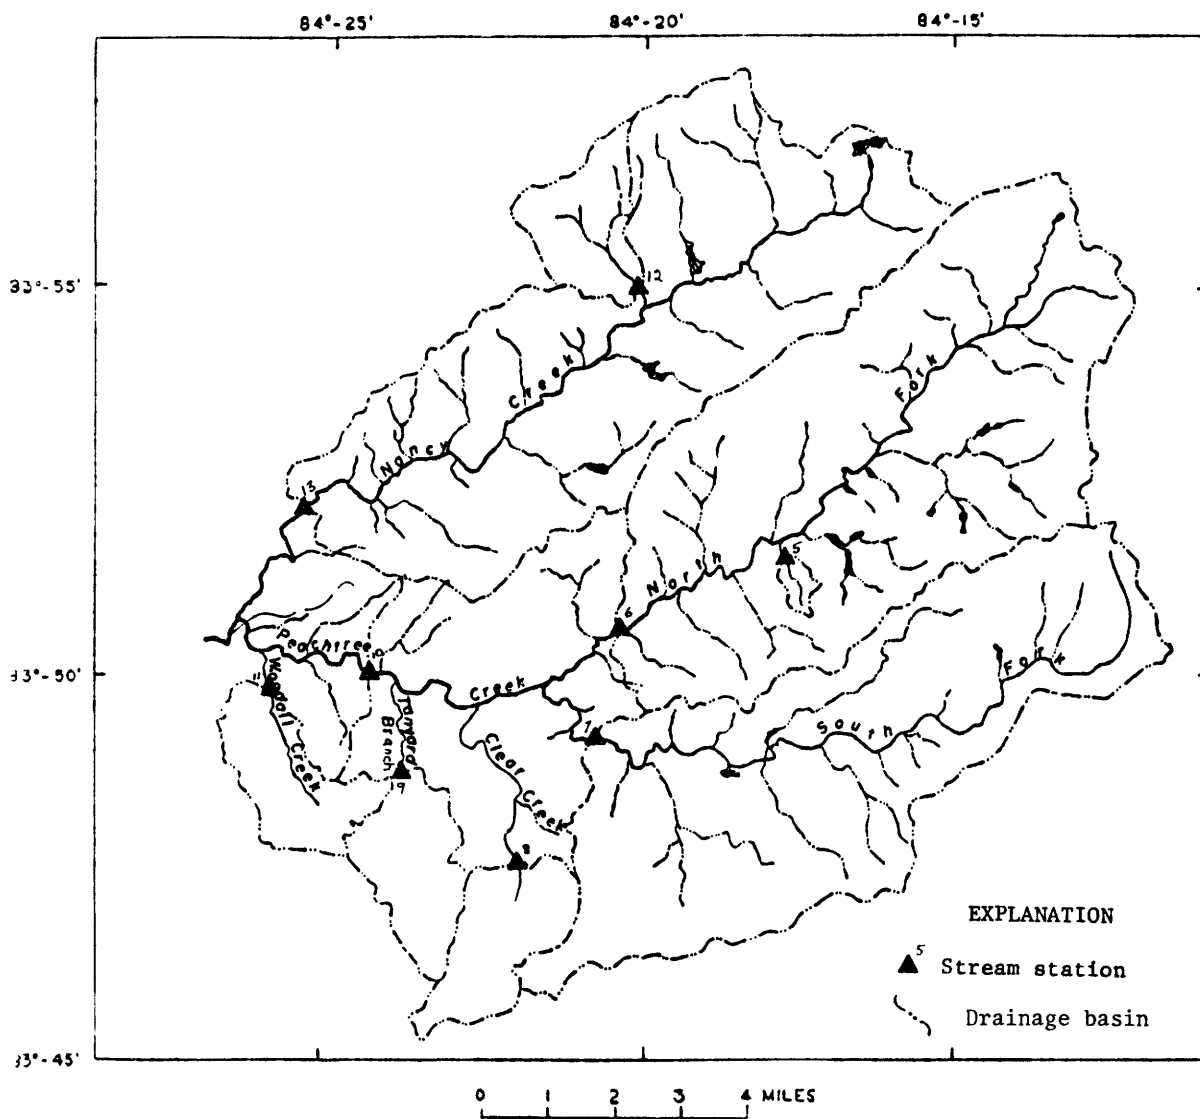 84°-25' 84°-20' 84°-15'
12
33°-55'
Fork
Creek
Nancy
13
5
North
6
Peachtree
10
33°-50'
Fork
11
Creek
Woodall Creek
Tanyard Branch
7
South
Clear Creek
9
8
EXPLANATION
5 Stream station
Drainage basin
33°-45'
0 1 2 3 4 MILES